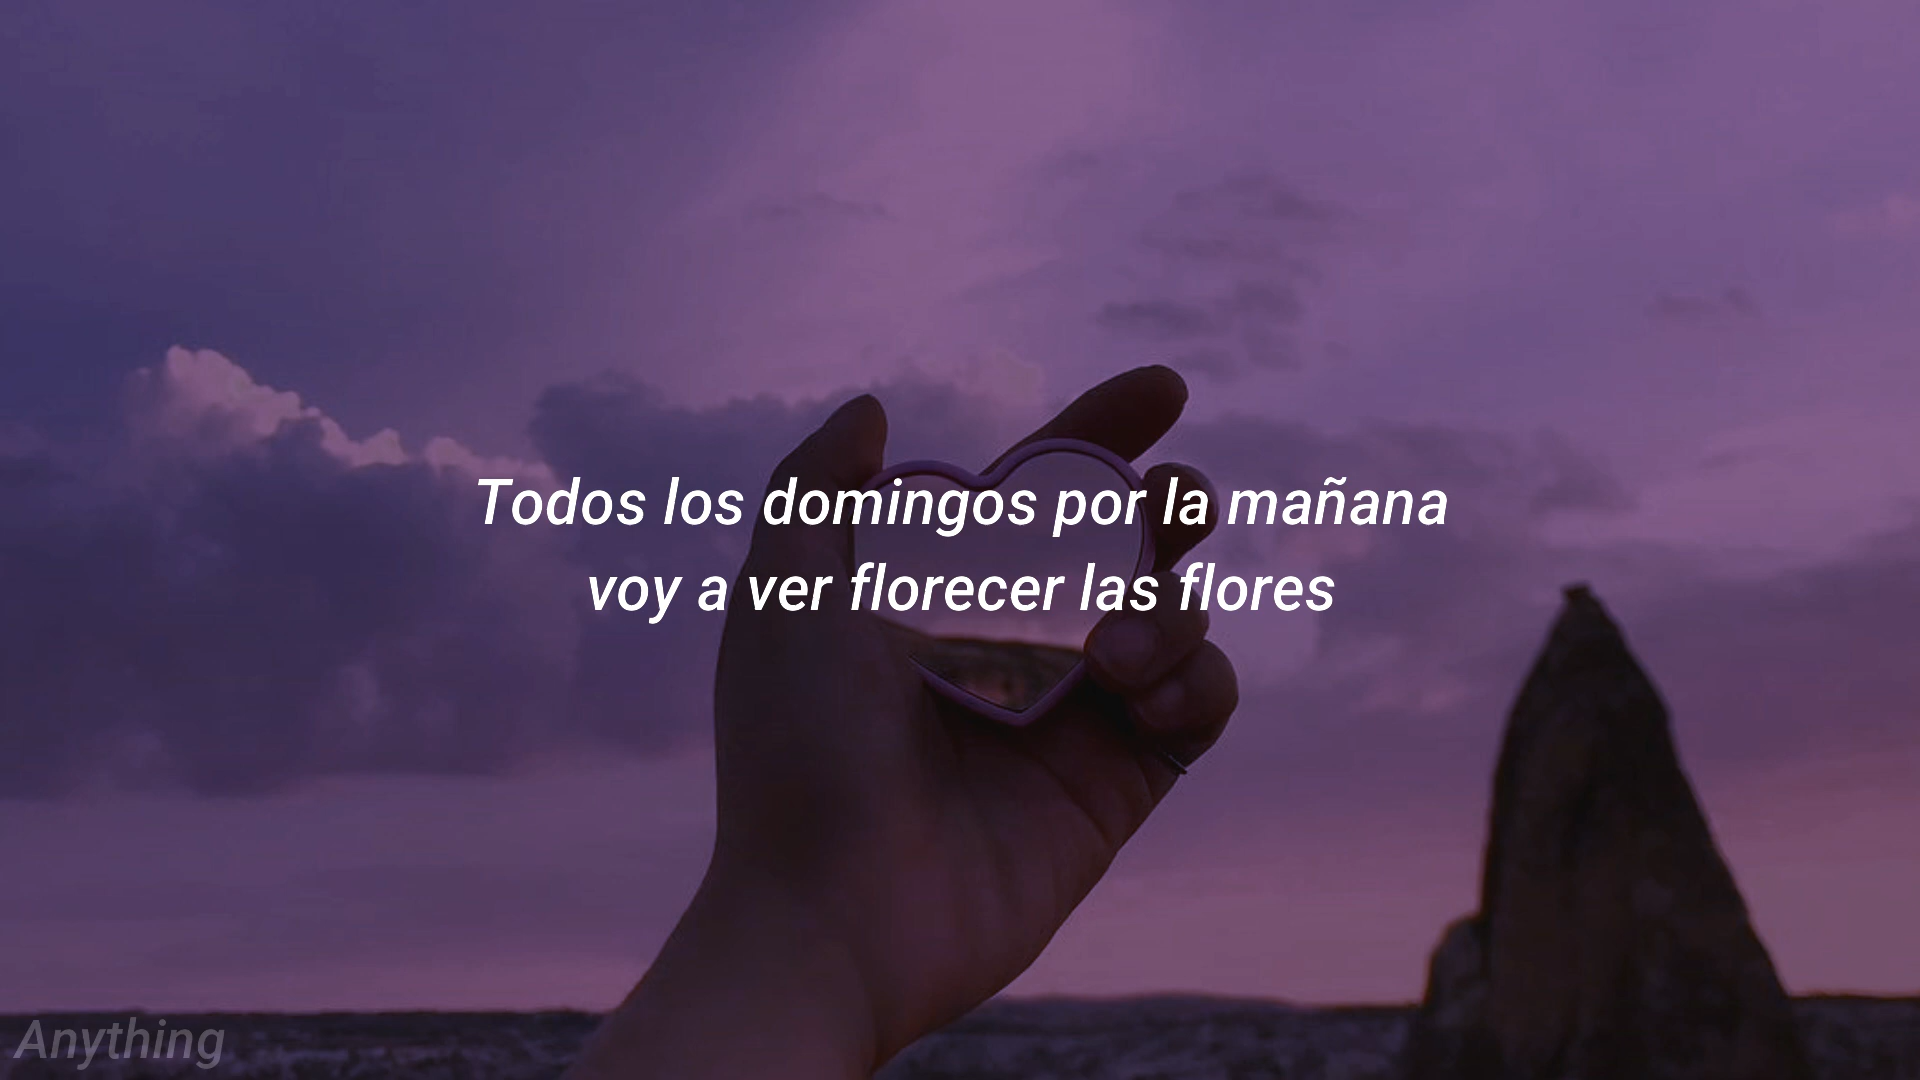 Todos los domingos por la mañana
voy a ver florecer las flores
Anything